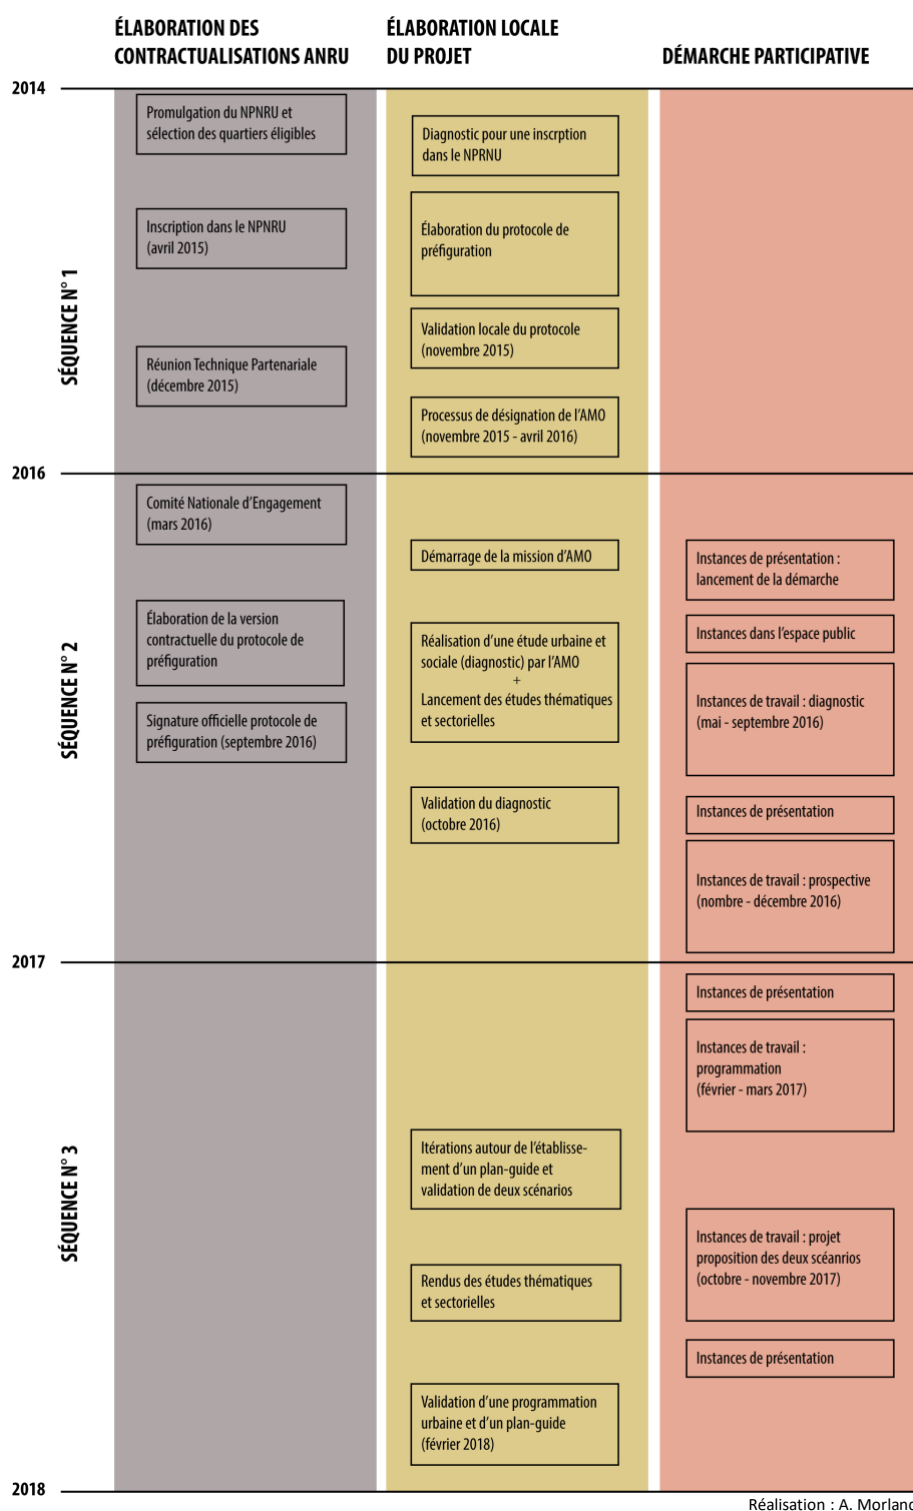 ÉLABORATION DES
CONTRACTUALISATIONS ANRU
ÉLABORATION LOCALE
DU PROJET
DÉMARCHE PARTICIPATIVE
2014
SÉQUENCE N° 1
Promulgation du NPNRU et
sélection des quartiers éligibles
Inscription dans le NPNRU
(avril 2015)
Réunion Technique Partenariale
(décembre 2015)
Diagnostic pour une inscrption
dans le NPRNU
Élaboration du protocole de
préfiguration
Validation locale du protocole
(novembre 2015)
Processus de désignation de l'AMO
(novembre 2015 - avril 2016)
2016
SÉQUENCE N° 2
Comité Nationale d'Engagement
(mars 2016)
Élaboration de la version
contractuelle du protocole de
préfiguration
Signature officielle protocole de
préfiguration (septembre 2016)
Démarrage de la mission d'AMO
Réalisation d'une étude urbaine et
sociale (diagnostic) par l'AMO
+
Lancement des études thématiques
et sectorielles
Validation du diagnostic
(octobre 2016)
Instances de présentation :
lancement de la démarche
Instances dans l'espace public
Instances de travail : diagnostic
(mai - septembre 2016)
Instances de présentation
Instances de travail : prospective
(nombre - décembre 2016)
2017
SÉQUENCE N° 3
Itérations autour de l'établisse-
ment d'un plan-guide et
validation de deux scénarios
Rendus des études thématiques
et sectorielles
Validation d'une programmation
urbaine et d'un plan-guide
(février 2018)
Instances de présentation
Instances de travail :
programmation
(février - mars 2017)
Instances de travail : projet
proposition des deux scéanrios
(octobre - novembre 2017)
Instances de présentation
2018
Réalisation : A. Morland